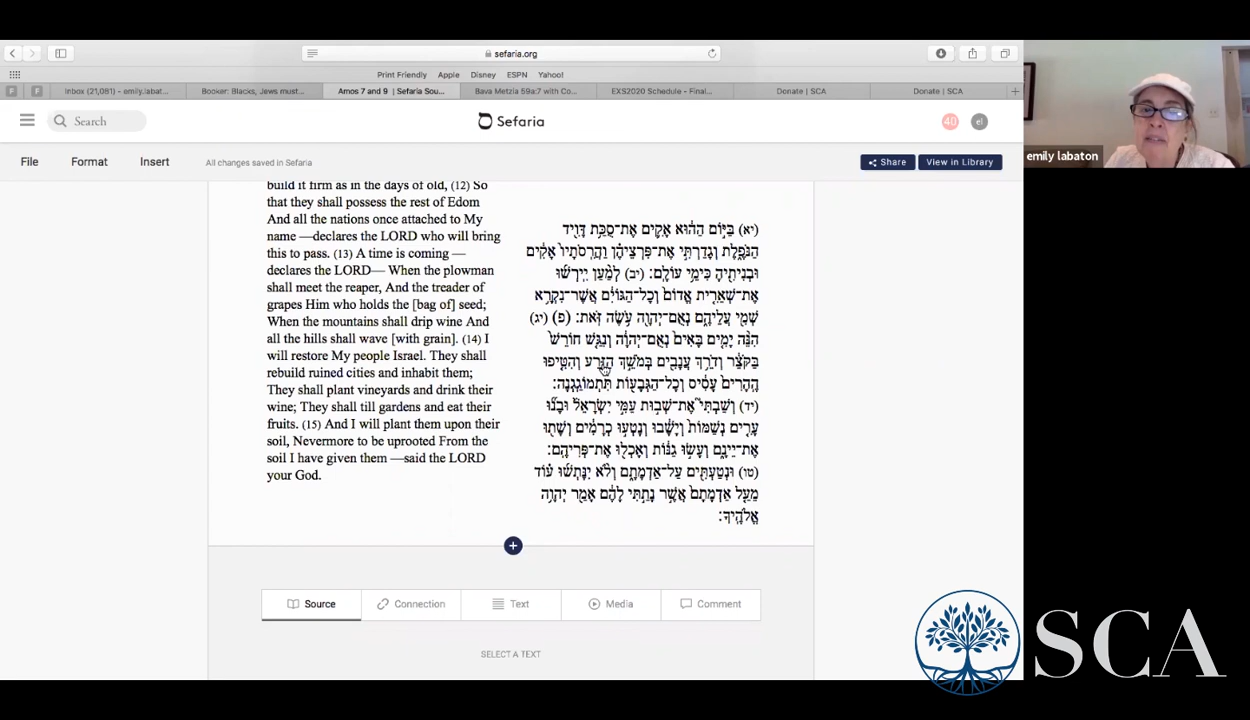 sefaria.org
Print Friendly Apple Disney ESPN Yahoo!
F F Inbox (21,081) – emily.labat... Booker: Blacks, Jews must... Amos 7 and 9 | Sefaria Sou... Bava Metzia 59a:7 with Co... EXS2020 Schedule – Final... Donate | SCA Donate | SCA
Search
Sefaria
el
File Format Insert All changes saved in Sefaria Share View in Library
build it firm as in the days of old, (12) So
that they shall possess the rest of Edom
And all the nations once attached to My
name —declares the LORD who will bring
this to pass. (13) A time is coming —
declares the LORD— When the plowman
shall meet the reaper, And the treader of
grapes Him who holds the [bag of] seed;
When the mountains shall drip wine And
all the hills shall wave [with grain]. (14) I
will restore My people Israel. They shall
rebuild ruined cities and inhabit them;
They shall plant vineyards and drink their
wine; They shall till gardens and eat their
fruits. (15) And I will plant them upon their
soil, Nevermore to be uprooted From the
soil I have given them —said the LORD
your God.
(יא) בַּיּ֣וֹם הַה֔וּא אָקִ֛ים אֶת־סֻכַּ֥ת דָּוִ֖יד
הַנֹּפֶ֑לֶת וְגָדַרְתִּ֣י אֶת־פִּרְצֵיהֶ֗ן וַהֲרִֽסֹתָיו֙ אָקִ֔ים
וּבְנִיתִ֖יהָ כִּימֵ֥י עוֹלָֽם׃ (יב) לְמַ֨עַן יִֽירְשׁ֜וּ
אֶת־שְׁאֵרִ֤ית אֱדוֹם֙ וְכָל־הַגּוֹיִ֔ם אֲשֶׁר־נִקְרָ֥א
שְׁמִ֖י עֲלֵיהֶ֑ם נְאֻם־יְהוָ֖ה עֹ֥שֶׂה זֹּֽאת׃ (פ) (יג)
הִנֵּ֨ה יָמִ֤ים בָּאִים֙ נְאֻם־יְהוָ֔ה וְנִגַּ֤שׁ חוֹרֵשׁ֙
בַּקֹּצֵ֔ר וְדֹרֵ֥ךְ עֲנָבִ֖ים בְּמֹשֵׁ֣ךְ הַזָּ֑רַע וְהִטִּ֤יפוּ
הֶֽהָרִים֙ עָסִ֔יס וְכָל־הַגְּבָע֖וֹת תִּתְמוֹגַֽגְנָה׃
(יד) וְשַׁבְתִּי֮ אֶת־שְׁב֣וּת עַמִּ֣י יִשְׂרָאֵל֒ וּבָנ֞וּ
עָרִ֤ים נְשַׁמּוֹת֙ וְיָשָׁ֔בוּ וְנָטְע֣וּ כְרָמִ֔ים וְשָׁת֖וּ
אֶת־יֵינָ֑ם וְעָשׂ֣וּ גַנּ֔וֹת וְאָכְל֖וּ אֶת־פְּרִיהֶֽם׃
(טו) וּנְטַעְתִּ֖ים עַל־אַדְמָתָ֑ם וְלֹ֨א יִנָּתְשׁ֜וּ ע֗וֹד
מֵעַ֤ל אַדְמָתָם֙ אֲשֶׁ֣ר נָתַ֣תִּי לָהֶ֔ם אָמַ֖ר יְהוָ֥ה
אֱלֹהֶֽיךָ׃
Source Connection Text Media Comment
SELECT A TEXT
emily labaton
SCA